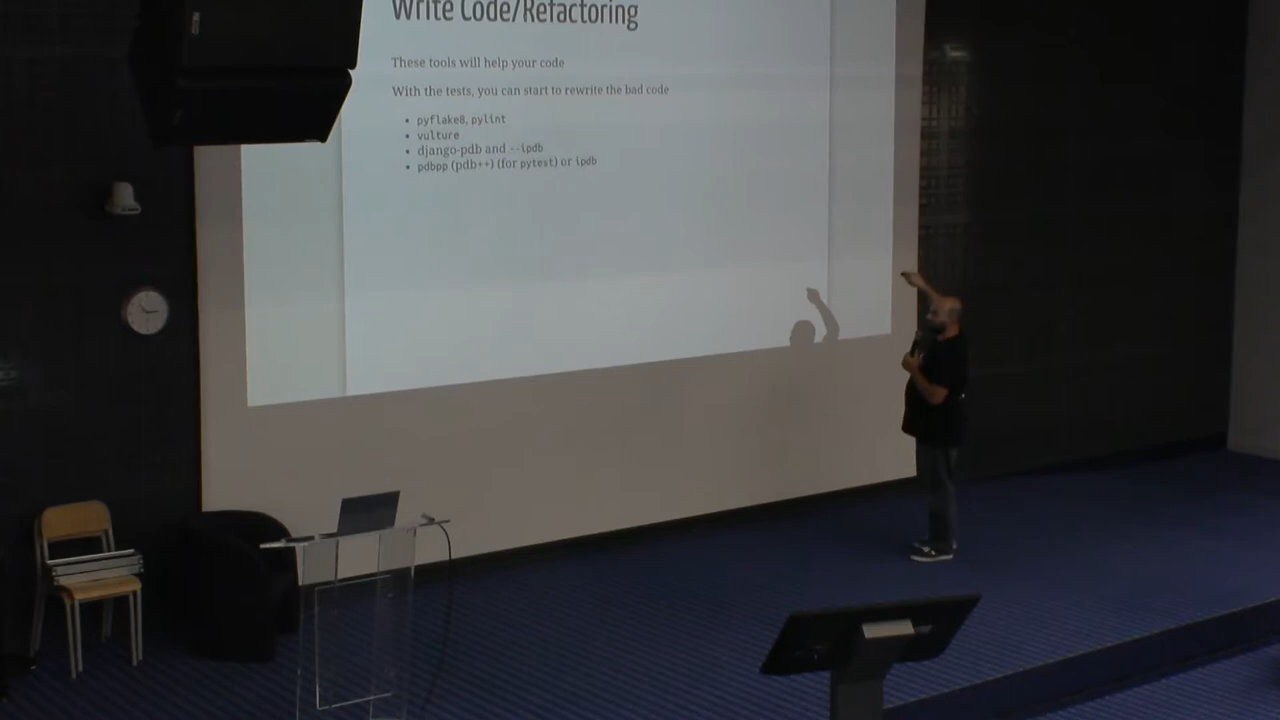 Write Code/Refactoring
These tools will help your code
With the tests, you can start to rewrite the bad code
• pyflake8, pylint
• vulture
• django-pdb and --ipdb
• pdbpp (pdb++) (for pytest) or ipdb